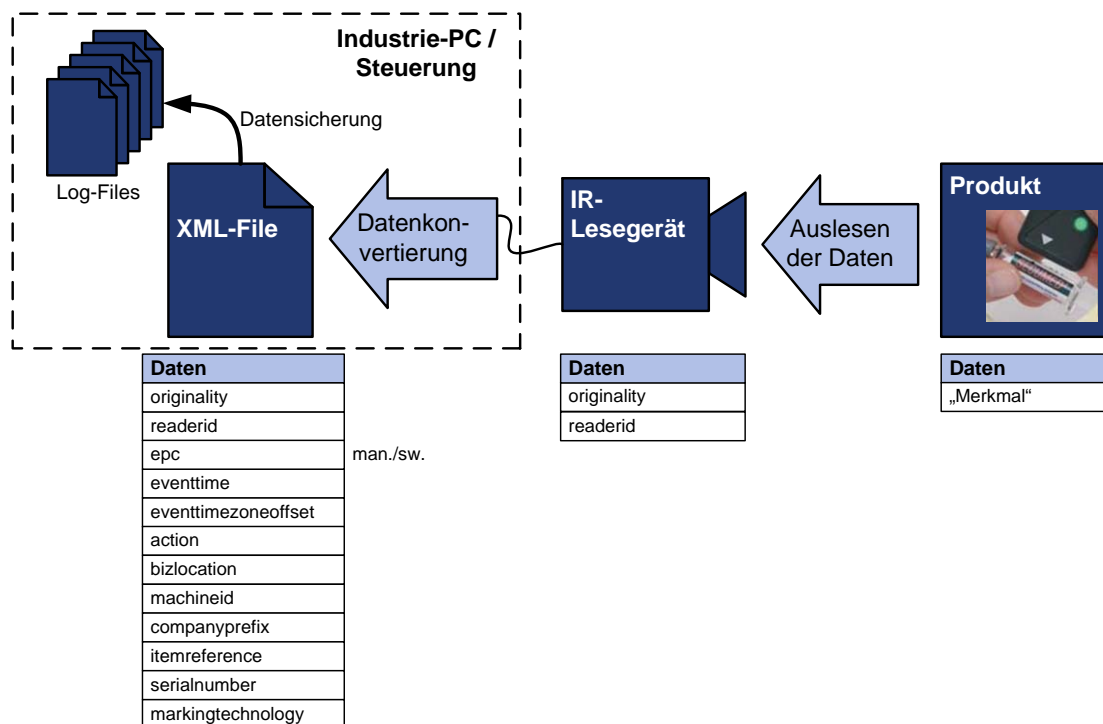 Industrie-PC /
Steuerung
Datensicherung
Log-Files
XML-File
Datenkon-
vertierung
IR-
Lesegerät
Auslesen
der Daten
Produkt
Daten
originality
readerid
epc
man./sw.
eventtime
eventtimezoneoffset
action
bizlocation
machineid
companyprefix
itemreference
serialnumber
markingtechnology
Daten
originality
readerid
Daten
„Merkmal“